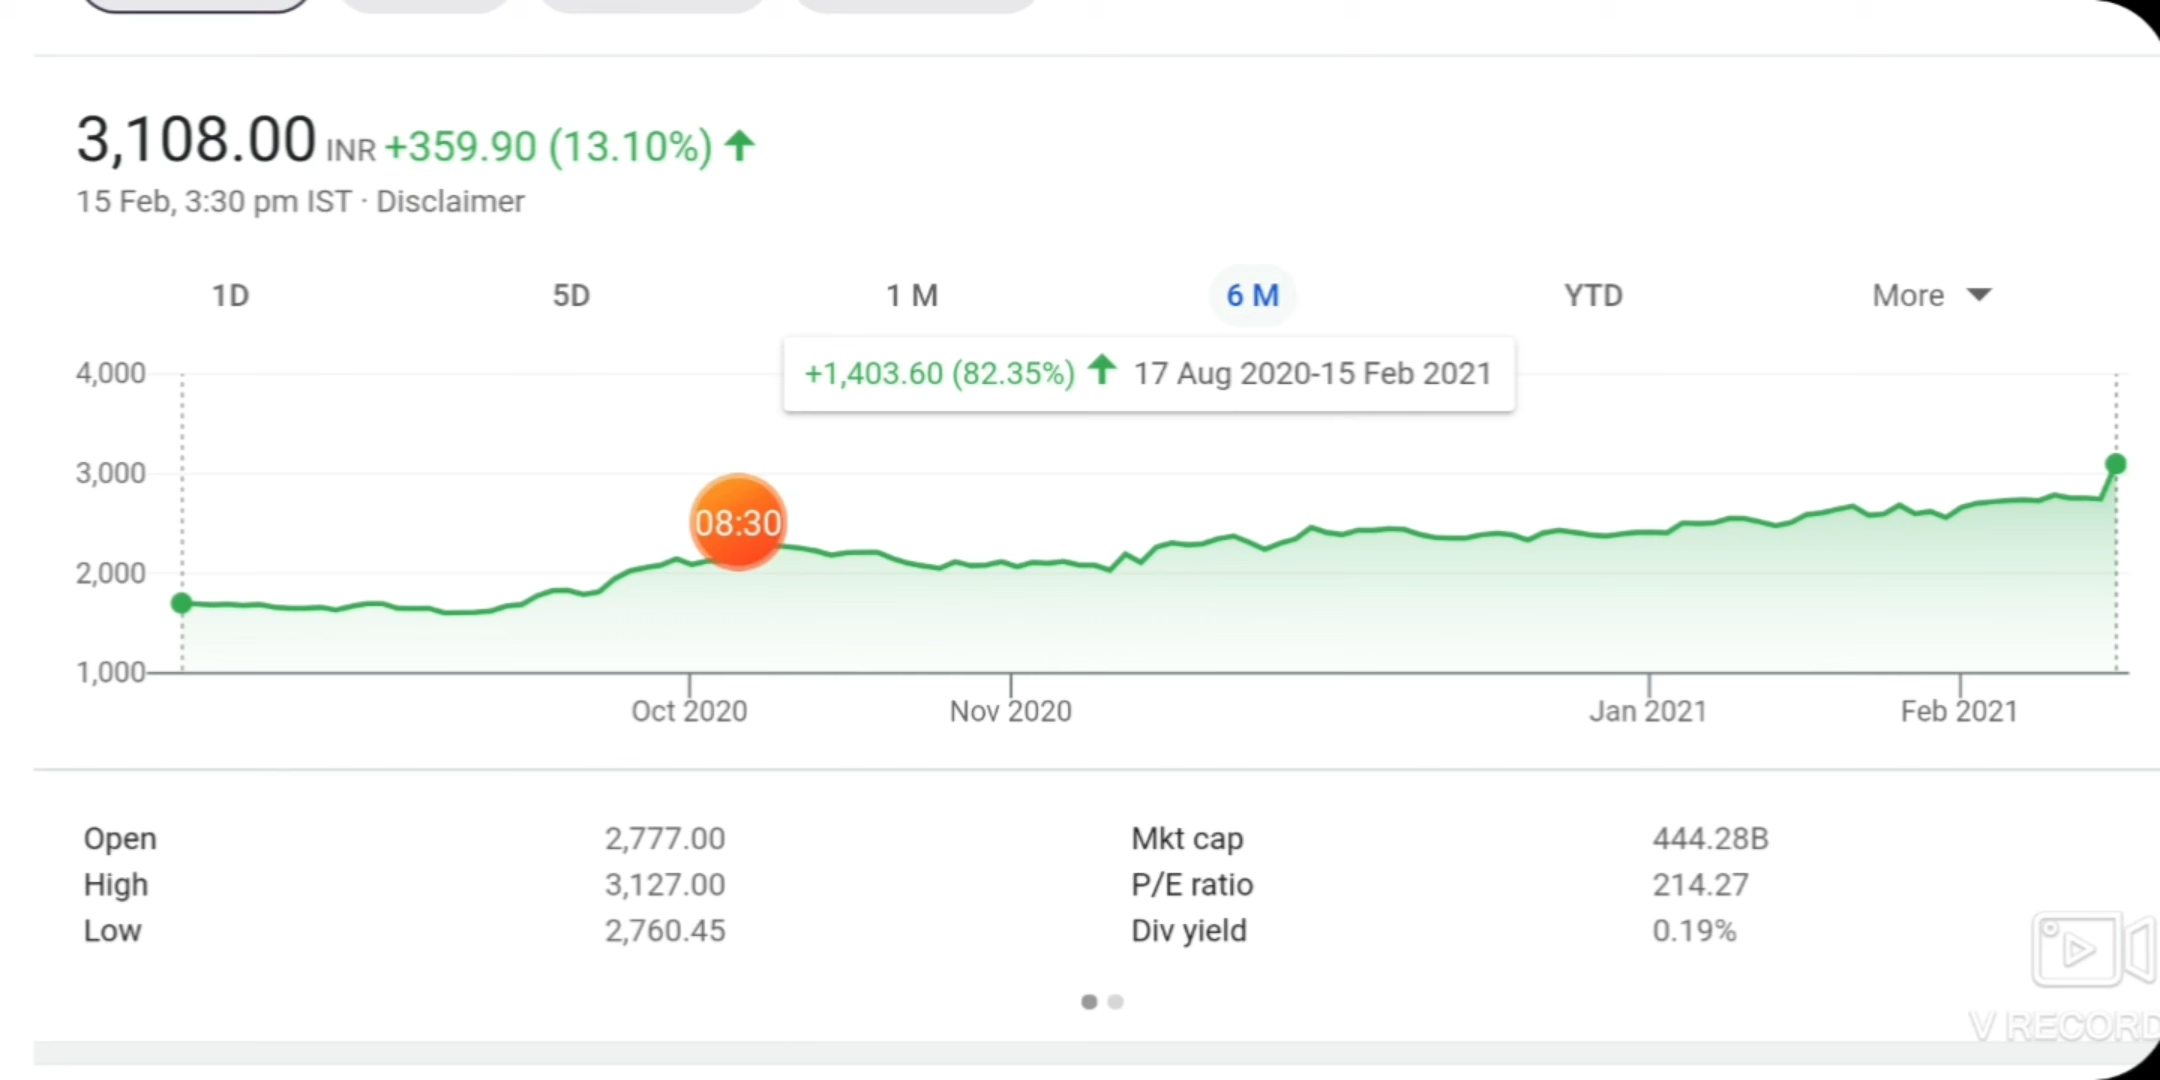 3,108.00 INR +359.90 (13.10%)
15 Feb, 3:30 pm IST · Disclaimer
1D 5D 1 M 6 M YTD More
+1,403.60 (82.35%) 17 Aug 2020-15 Feb 2021
4,000
3,000
08:30
2,000
1,000
Oct 2020 Nov 2020 Jan 2021 Feb 2021
Open 2,777.00 Mkt cap 444.28B
High 3,127.00 P/E ratio 214.27
Low 2,760.45 Div yield 0.19%
V RECORD